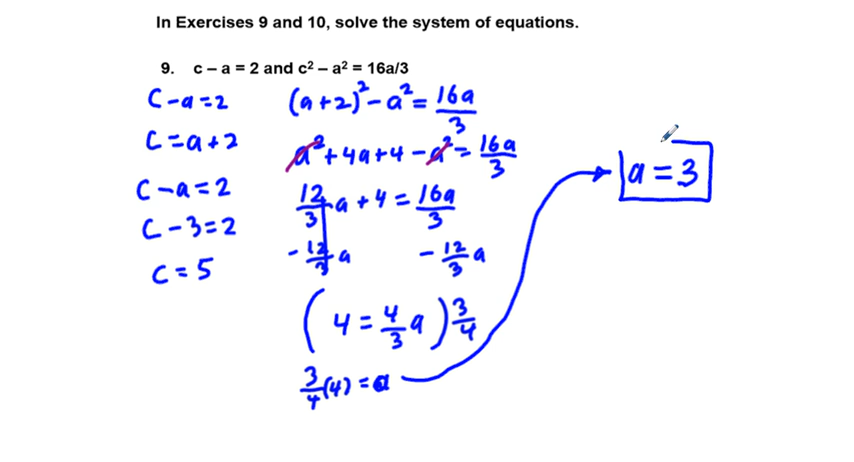 In Exercises 9 and 10, solve the system of equations.
9. c – a = 2 and c² – a² = 16a/3
c - a = 2
c = a + 2
c - a = 2
c - 3 = 2
c = 5
(a+2)² - a² = 16a/3
a² + 4a + 4 - a² = 16a/3
12/3 a + 4 = 16a/3
- 12/3 a - 12/3 a
(4 = 4/3 a) 3/4
3/4 (4) = a
a = 3